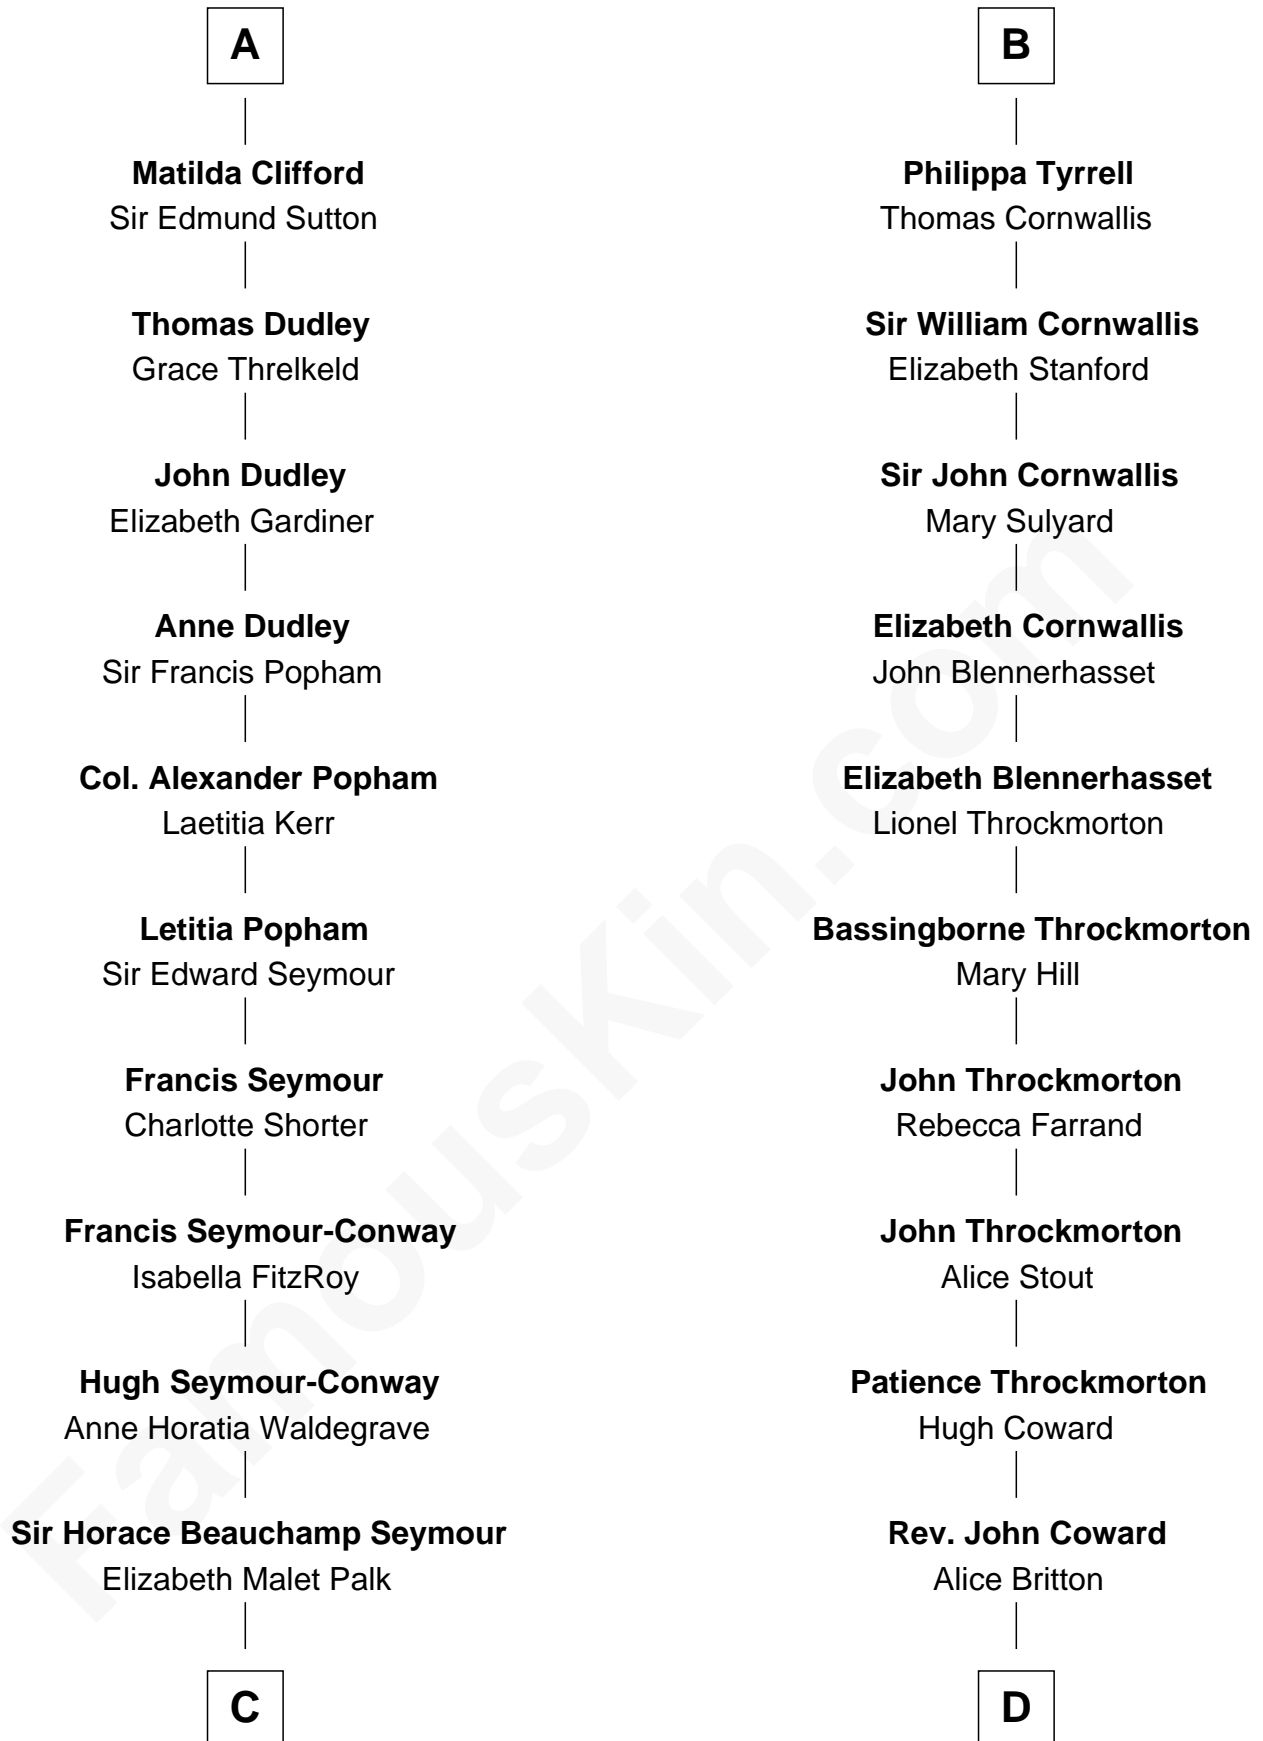 A
Matilda Clifford
Sir Edmund Sutton
Thomas Dudley
Grace Threlkeld
John Dudley
Elizabeth Gardiner
Anne Dudley
Sir Francis Popham
Col. Alexander Popham
Laetitia Kerr
Letitia Popham
Sir Edward Seymour
Francis Seymour
Charlotte Shorter
Francis Seymour-Conway
Isabella FitzRoy
Hugh Seymour-Conway
Anne Horatia Waldegrave
Sir Horace Beauchamp Seymour
Elizabeth Malet Palk
C
B
Philippa Tyrrell
Thomas Cornwallis
Sir William Cornwallis
Elizabeth Stanford
Sir John Cornwallis
Mary Sulyard
Elizabeth Cornwallis
John Blennerhasset
Elizabeth Blennerhasset
Lionel Throckmorton
Bassingborne Throckmorton
Mary Hill
John Throckmorton
Rebecca Farrand
John Throckmorton
Alice Stout
Patience Throckmorton
Hugh Coward
Rev. John Coward
Alice Britton
D
FamousKin.com